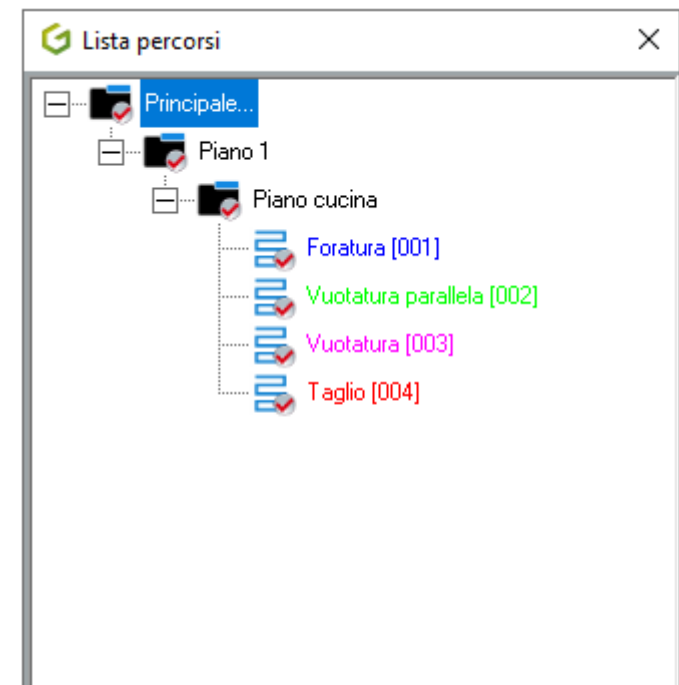 Lista percorsi
Principale...
Piano 1
Piano cucina
Foratura [001]
Vuotatura parallela [002]
Vuotatura [003]
Taglio [004]